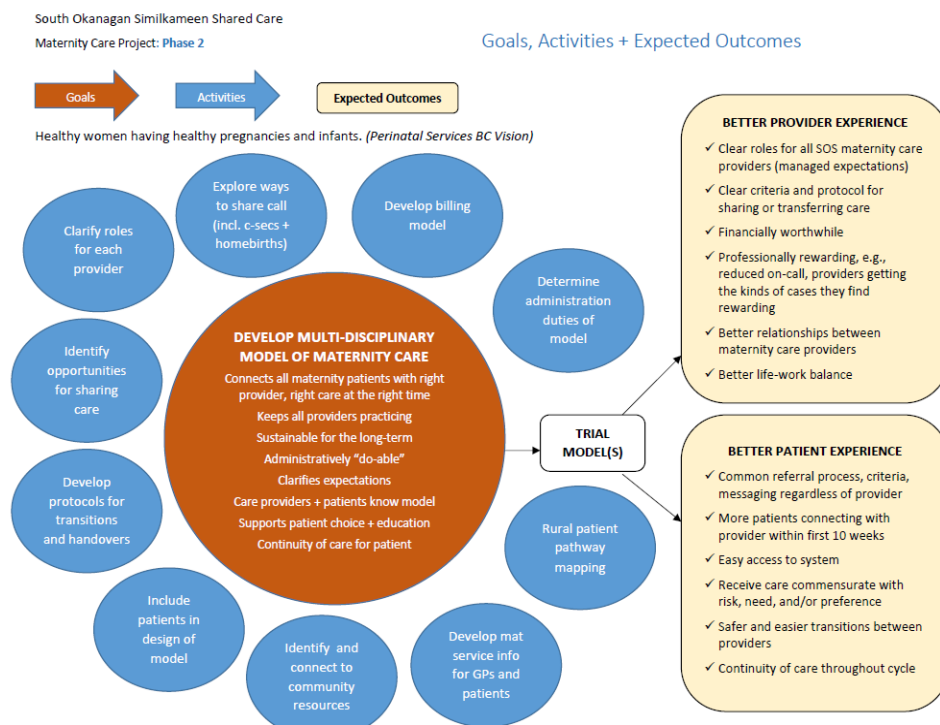 South Okanagan Similkameen Shared Care
Maternity Care Project: Phase 2
Goals, Activities + Expected Outcomes
Goals
Activities
Expected Outcomes
Healthy women having healthy pregnancies and infants. (Perinatal Services BC Vision)
Clarify roles
for each
provider
Explore ways
to share call
(incl. c-secs +
homebirths)
Develop billing
model
Determine
administration
duties of
model
Identify
opportunities
for sharing
care
Develop
protocols for
transitions
and handovers
Include
patients in
design of
model
Identify and
connect to
community
resources
Develop mat
service info
for GPs and
patients
Rural patient
pathway
mapping
DEVELOP MULTI-DISCIPLINARY
MODEL OF MATERNITY CARE
Connects all maternity patients with right
provider, right care at the right time
Keeps all providers practicing
Sustainable for the long-term
Administratively “do-able”
Clarifies expectations
Care providers + patients know model
Supports patient choice + education
Continuity of care for patient
TRIAL
MODEL(S)
BETTER PROVIDER EXPERIENCE
✓ Clear roles for all SOS maternity care
providers (managed expectations)
✓ Clear criteria and protocol for
sharing or transferring care
✓ Financially worthwhile
✓ Professionally rewarding, e.g.,
reduced on-call, providers getting
the kinds of cases they find
rewarding
✓ Better relationships between
maternity care providers
✓ Better life-work balance
BETTER PATIENT EXPERIENCE
✓ Common referral process, criteria,
messaging regardless of provider
✓ More patients connecting with
provider within first 10 weeks
✓ Easy access to system
✓ Receive care commensurate with
risk, need, and/or preference
✓ Safer and easier transitions between
providers
✓ Continuity of care throughout cycle